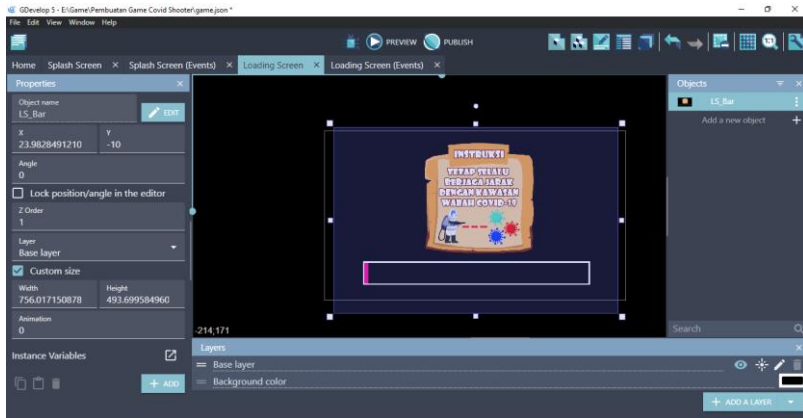 GDevelop 5 - E:\Game\Pembuatan Game Covid Shooter\game.json *
File Edit View Window Help
PREVIEW PUBLISH
Home Splash Screen × Splash Screen (Events) × Loading Screen × Loading Screen (Events) ×
Properties ×
Object name
LS_Bar
EDIT
X Y
23.9828491210 -10
Angle
0
Lock position/angle in the editor
Z Order
1
Layer
Base layer
Custom size
Width Height
756.017150878 493.699584960
Animation
0
Instance Variables
+ ADD
INSTRUKSI
TETAP SELALU
BERJAGA JARAK
DENGAN KAWATAN
WABAH COVID-19
-214;171
Layers ×
Base layer
Background color
+ ADD A LAYER
Objects ×
LS_Bar
Add a new object +
Search